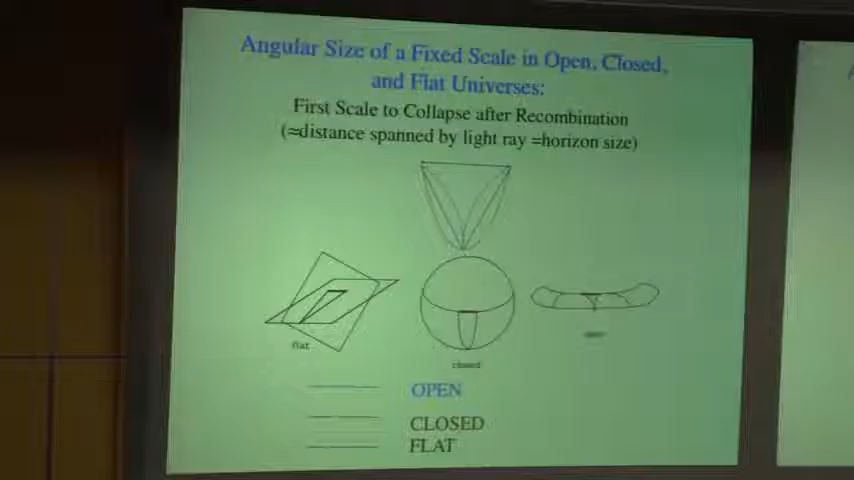 Angular Size of a Fixed Scale in Open, Closed,
and Flat Universes:
First Scale to Collapse after Recombination
(≈distance spanned by light ray =horizon size)
flat
closed
OPEN
CLOSED
FLAT